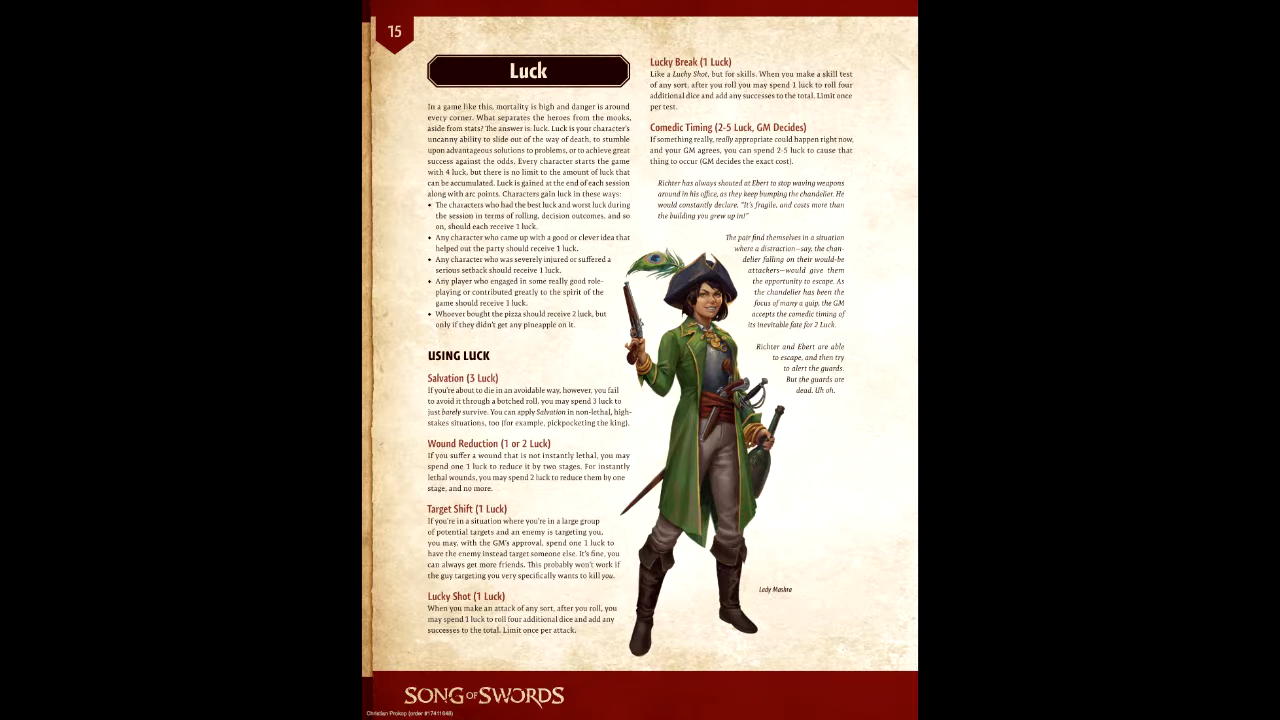 15
Luck
In a game like this, mortality is high and danger is around
every corner. What separates the heroes from the mooks,
aside from stats? The answer is: luck. Luck is your character's
uncanny ability to slide out of the way of death, to stumble
upon advantageous solutions to problems, or to achieve great
success against the odds. Every character starts the game
with 4 luck, but there is no limit to the amount of luck that
can be accumulated. Luck is gained at the end of each session
along with arc points. Characters gain luck in these ways:
• The characters who had the best luck and worst luck during
the session in terms of rolling, decision outcomes, and so
on, should each receive 1 luck.
• Any character who came up with a good or clever idea that
helped out the party should receive 1 luck.
• Any character who was severely injured or suffered a
serious setback should receive 1 luck.
• Any player who engaged in some really good role-
playing or contributed greatly to the spirit of the
game should receive 1 luck.
• Whoever bought the pizza should receive 2 luck, but
only if they didn't get any pineapple on it.
USING LUCK
Salvation (3 Luck)
If you're about to die in an avoidable way, however, you fail
to avoid it through a botched roll, you may spend 3 luck to
just barely survive. You can apply Salvation in non-lethal, high-
stakes situations, too (for example, pickpocketing the king).
Wound Reduction (1 or 2 Luck)
If you suffer a wound that is not instantly lethal, you may
spend one 1 luck to reduce it by two stages. For instantly
lethal wounds, you may spend 2 luck to reduce them by one
stage, and no more.
Target Shift (1 Luck)
If you're in a situation where you're in a large group
of potential targets and an enemy is targeting you,
you may, with the GM's approval, spend one 1 luck to
have the enemy instead target someone else. It's fine, you
can always get more friends. This probably won't work if
the guy targeting you very specifically wants to kill you.
Lucky Shot (1 Luck)
When you make an attack of any sort, after you roll, you
may spend 1 luck to roll four additional dice and add any
successes to the total. Limit once per attack.
Lucky Break (1 Luck)
Like a Lucky Shot, but for skills. When you make a skill test
of any sort, after you roll you may spend 1 luck to roll four
additional dice and add any successes to the total. Limit once
per test.
Comedic Timing (2-5 Luck, GM Decides)
If something really, really appropriate could happen right now,
and your GM agrees, you can spend 2-5 luck to cause that
thing to occur (GM decides the exact cost).
Richter has always shouted at Ebert to stop waving weapons
around in his office, as they keep bumping the chandelier. He
would constantly declare, "It's fragile, and costs more than
the building you grew up in!"
The pair find themselves in a situation
where a distraction—say, the chan-
delier falling on their would-be
attackers—would give them
the opportunity to escape. As
the chandelier has been the
focus of many a quip, the GM
accepts the comedic timing of
its inevitable fate for 2 Luck.
Richter and Ebert are able
to escape, and then try
to alert the guards.
But the guards are
dead. Uh oh.
Lady Mashra
SONG OF SWORDS
Christian Prokop (order #17411648)